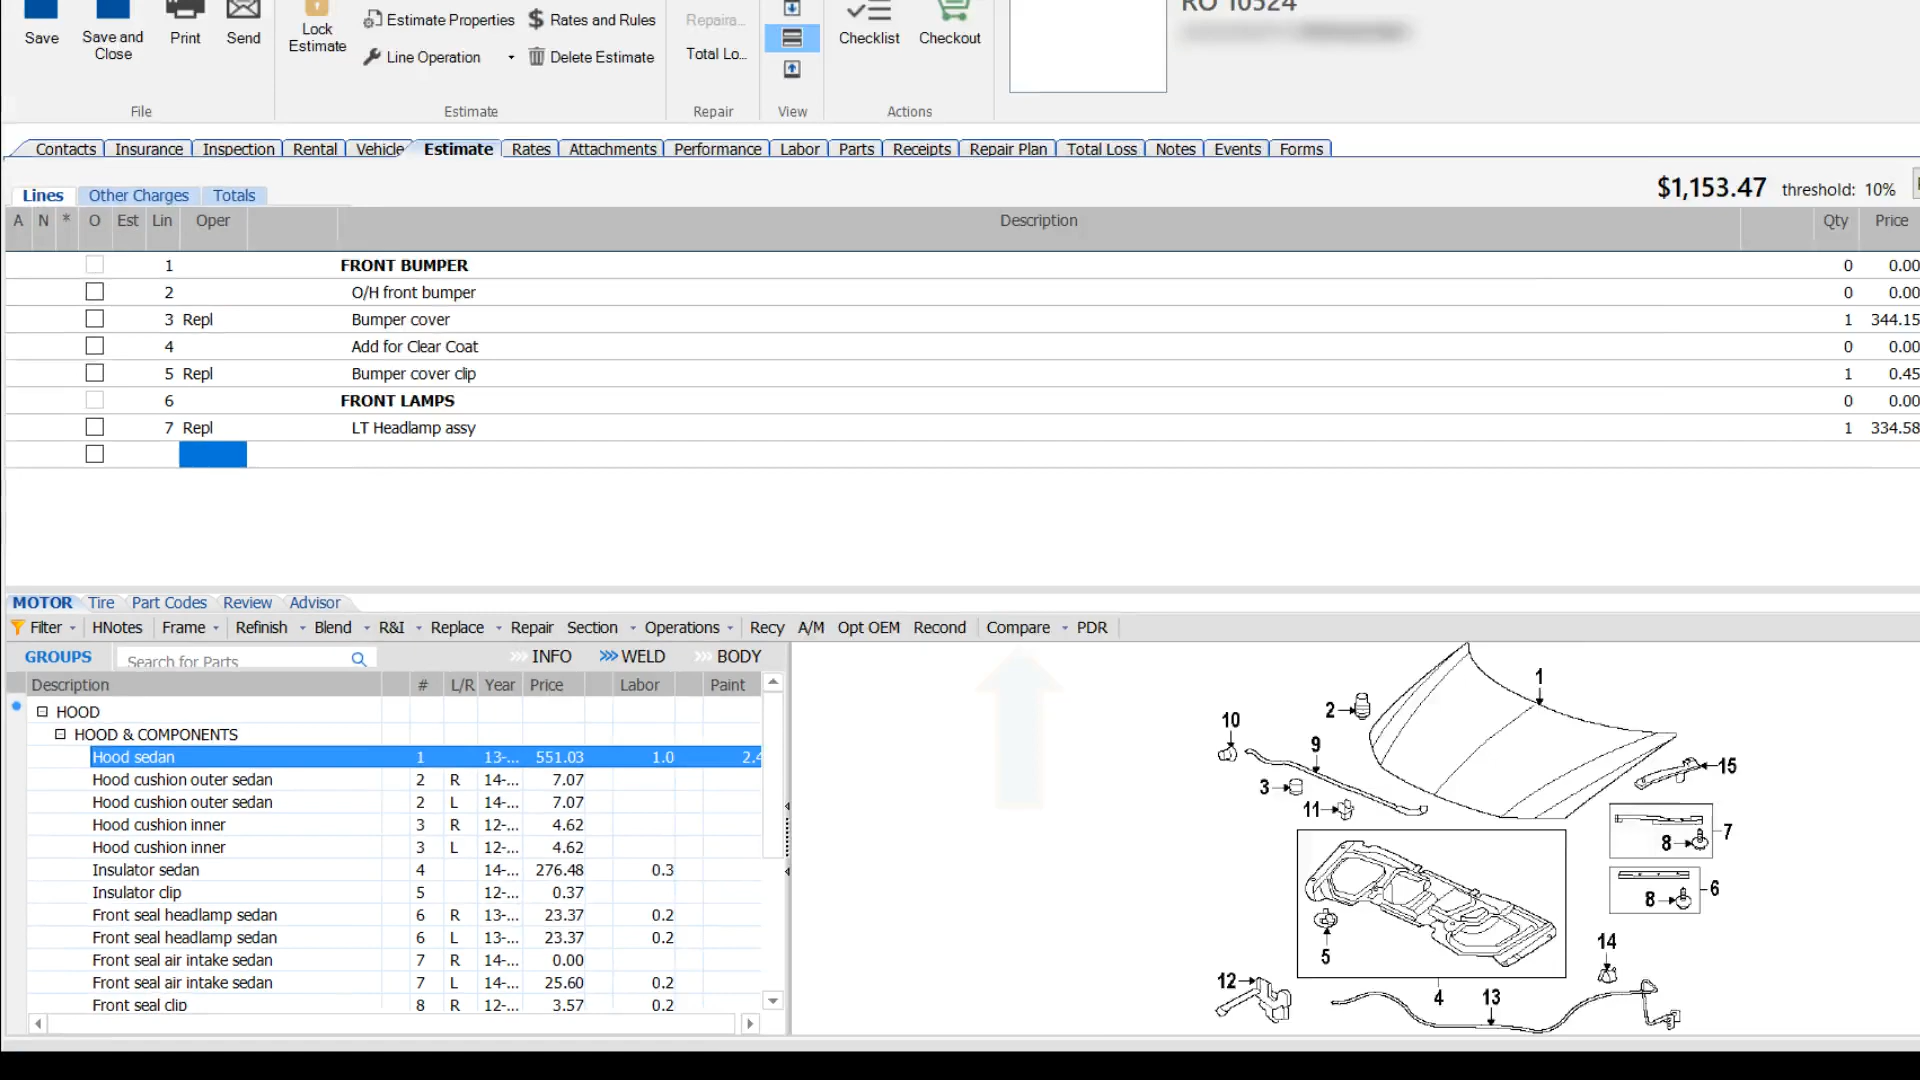 RO 10524
Save
Save and
Close
Print
Send
Lock
Estimate
Estimate Properties
Rates and Rules
Line Operation
Delete Estimate
Repaira...
Total Lo...
Checklist
Checkout
File
Estimate
Repair
View
Actions
Contacts Insurance Inspection Rental Vehicle Estimate Rates Attachments Performance Labor Parts Receipts Repair Plan Total Loss Notes Events Forms
Lines Other Charges Totals
$1,153.47 threshold: 10%
A N * O Est Lin Oper Description Qty Price
1 FRONT BUMPER 0 0.00
2 O/H front bumper 0 0.00
3 Repl Bumper cover 1 344.15
4 Add for Clear Coat 0 0.00
5 Repl Bumper cover clip 1 0.45
6 FRONT LAMPS 0 0.00
7 Repl LT Headlamp assy 1 334.58
MOTOR Tire Part Codes Review Advisor
Filter HNotes Frame Refinish Blend R&I Replace Repair Section Operations Recy A/M Opt OEM Recond Compare PDR
GROUPS Search for Parts INFO WELD BODY
Description # L/R Year Price Labor Paint
HOOD
HOOD & COMPONENTS
Hood sedan 1 13-... 551.03 1.0 2.4
Hood cushion outer sedan 2 R 14-... 7.07
Hood cushion outer sedan 2 L 14-... 7.07
Hood cushion inner 3 R 12-... 4.62
Hood cushion inner 3 L 12-... 4.62
Insulator sedan 4 14-... 276.48 0.3
Insulator clip 5 12-... 0.37
Front seal headlamp sedan 6 R 13-... 23.37 0.2
Front seal headlamp sedan 6 L 13-... 23.37 0.2
Front seal air intake sedan 7 R 14-... 0.00
Front seal air intake sedan 7 L 14-... 25.60 0.2
Front seal clip 8 R 12-... 3.57 0.2
1
2
10
9
15
3
11
7
8
6
8
14
5
12
4
13